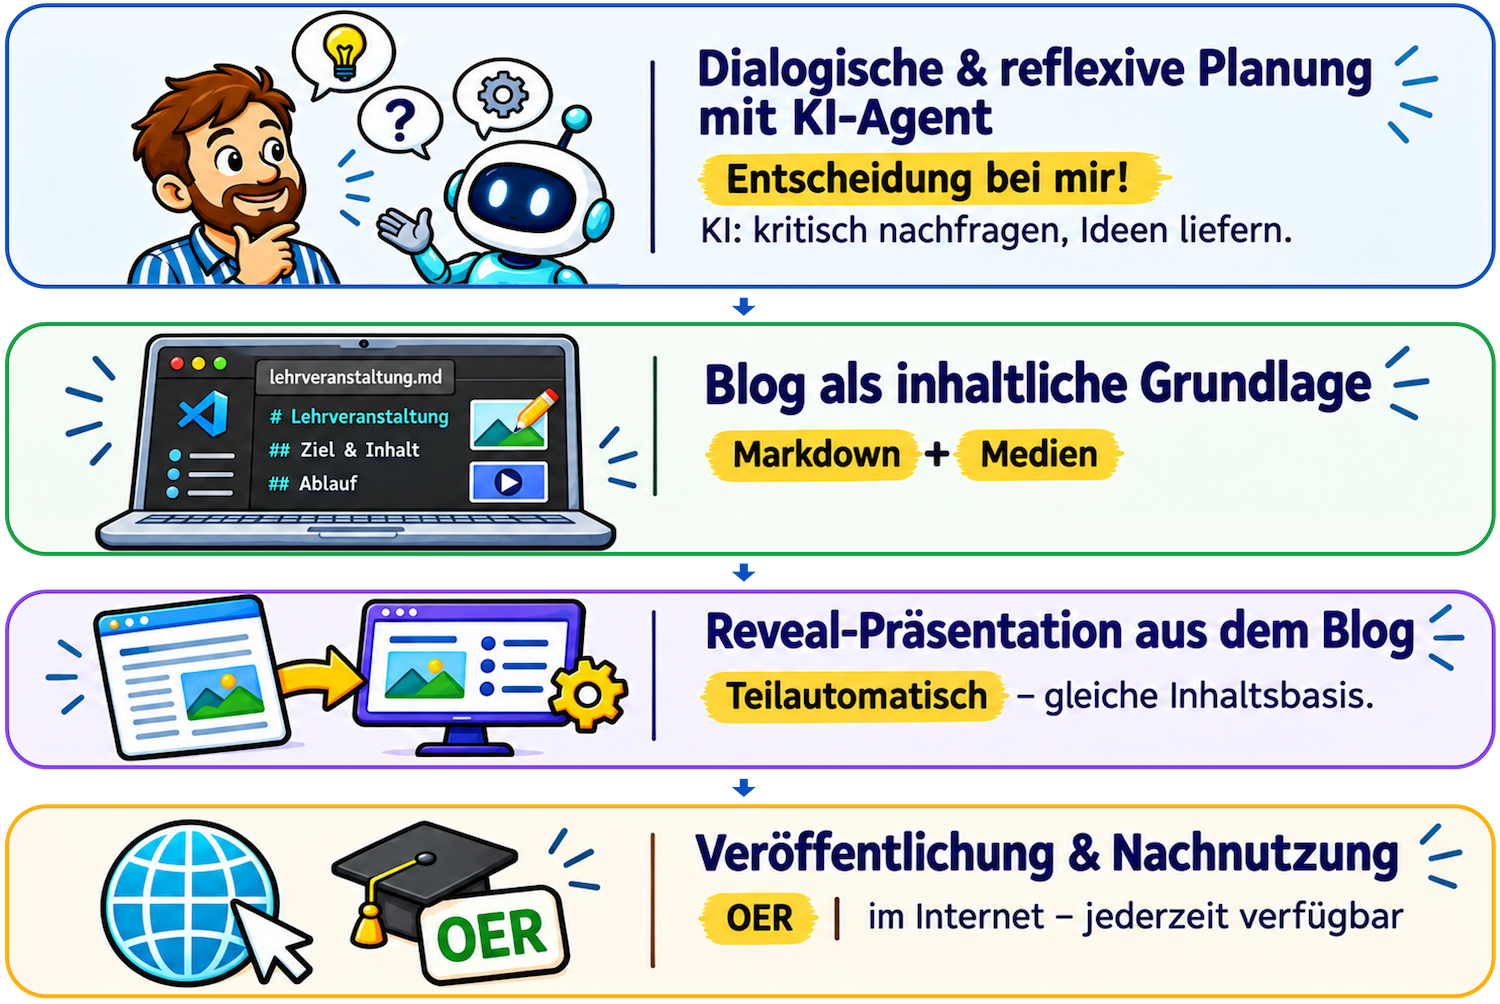 ?
Dialogische & reflexive Planung
mit KI-Agent
Entscheidung bei mir!
KI: kritisch nachfragen, Ideen liefern.
lehrveranstaltung.md
# Lehrveranstaltung
## Ziel & Inhalt
## Ablauf
Blog als inhaltliche Grundlage
Markdown + Medien
Reveal-Präsentation aus dem Blog
Teilautomatisch – gleiche Inhaltsbasis.
OER
Veröffentlichung & Nachnutzung
OER | im Internet – jederzeit verfügbar